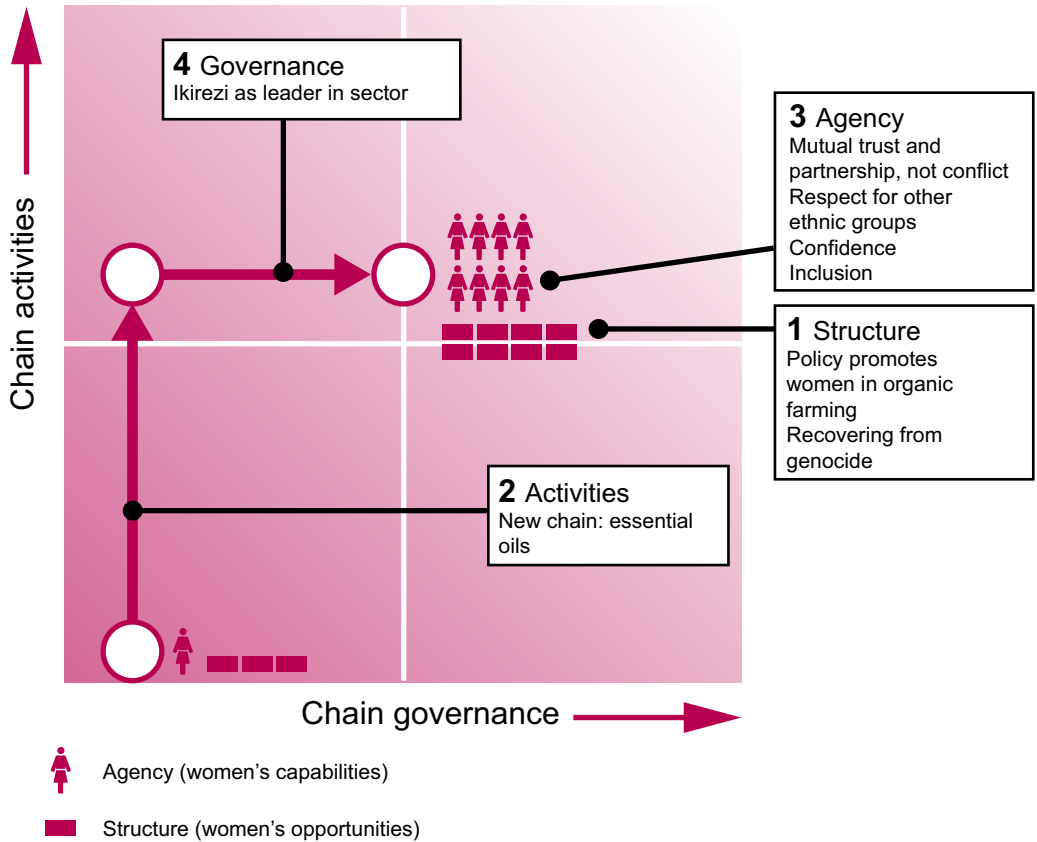 4 Governance
Ikirezi as leader in sector
3 Agency
Mutual trust and
partnership, not conflict
Respect for other
ethnic groups
Confidence
Inclusion
1 Structure
Policy promotes
women in organic
farming
Recovering from
genocide
2 Activities
New chain: essential
oils
Chain activities
Chain governance
Agency (women’s capabilities)
Structure (women’s opportunities)